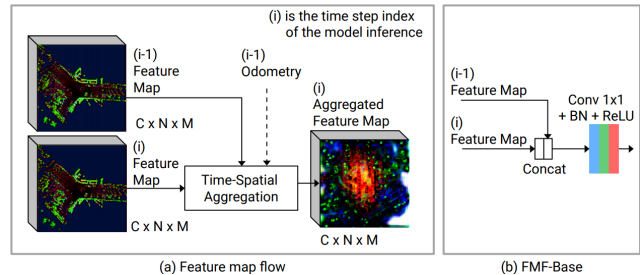 (i) is the time step index
of the model inference
(i-1)
Feature
Map
C x N x M
(i-1)
Odometry
(i)
Feature
Map
C x N x M
Time-Spatial
Aggregation
(i)
Aggregated
Feature Map
C x N x M
(a) Feature map flow
(i-1)
Feature Map
(i)
Feature Map
Concat
Conv 1x1
+ BN + ReLU
(b) FMF-Base